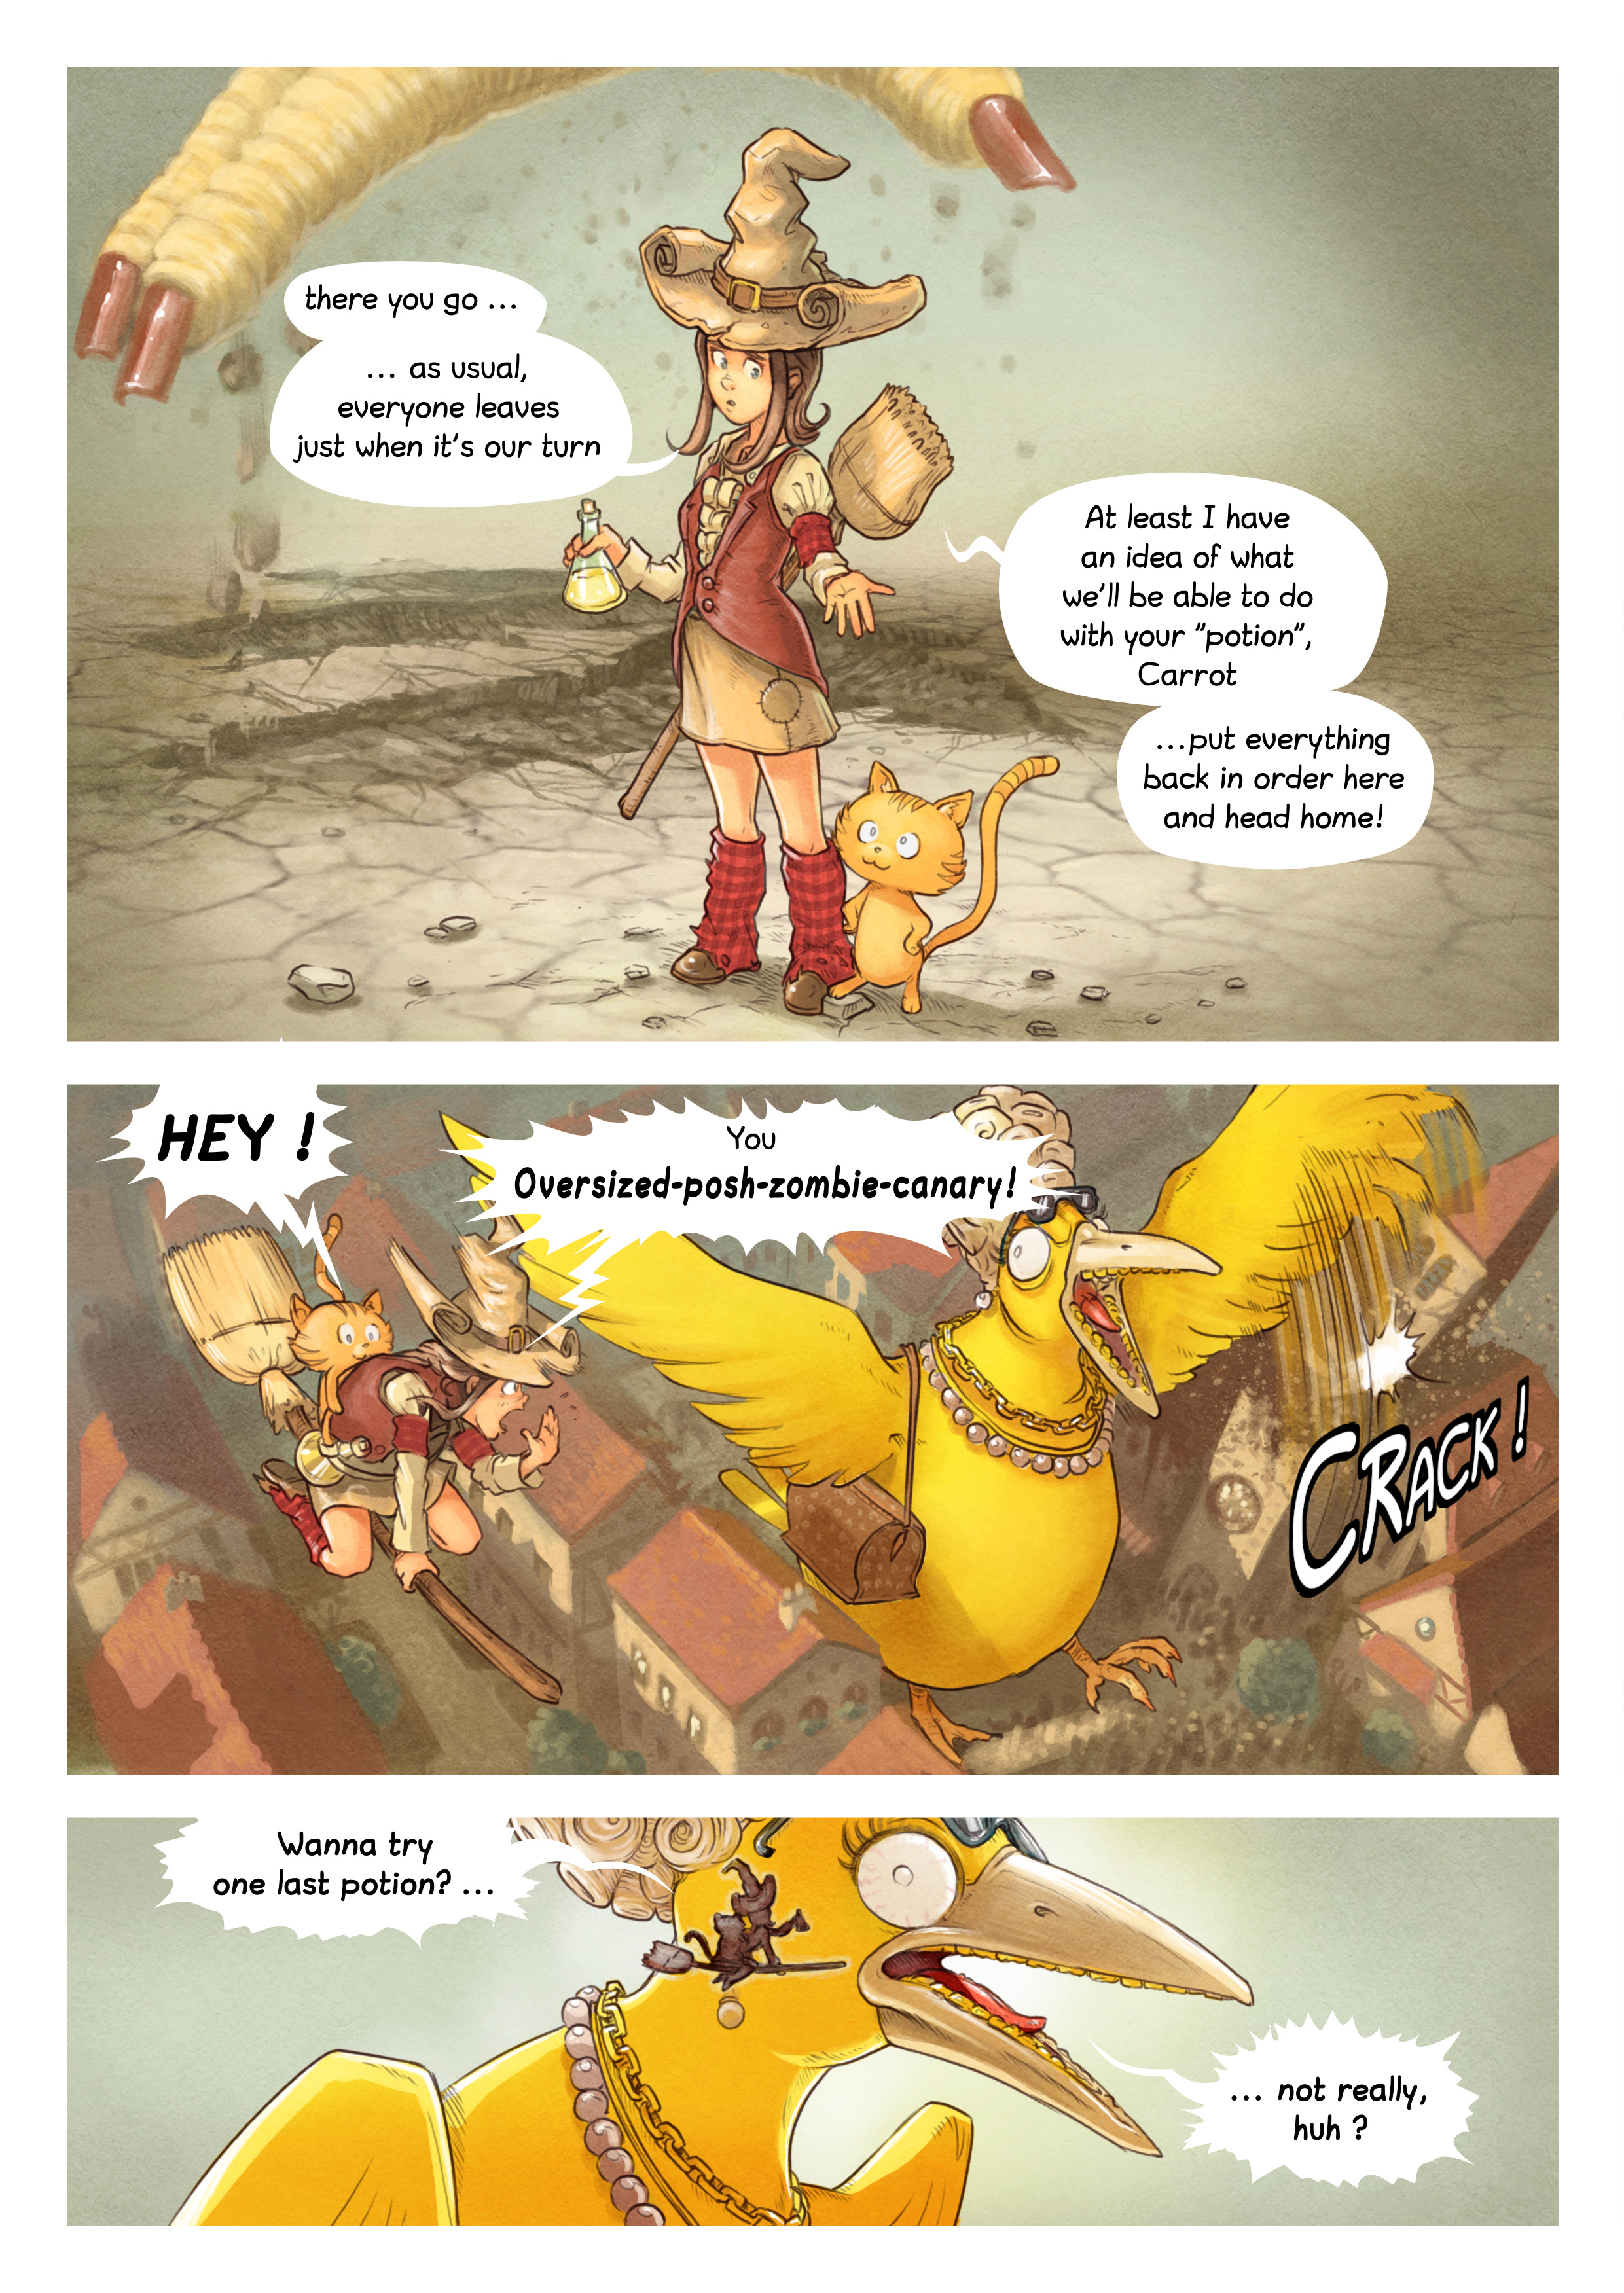 there you go ...
... as usual,
everyone leaves
just when it's our turn
At least I have
an idea of what
we'll be able to do
with your "potion",
Carrot
...put everything
back in order here
and head home!
HEY !
You
Oversized-posh-zombie-canary!
CRACK !
Wanna try
one last potion? ...
... not really,
huh ?